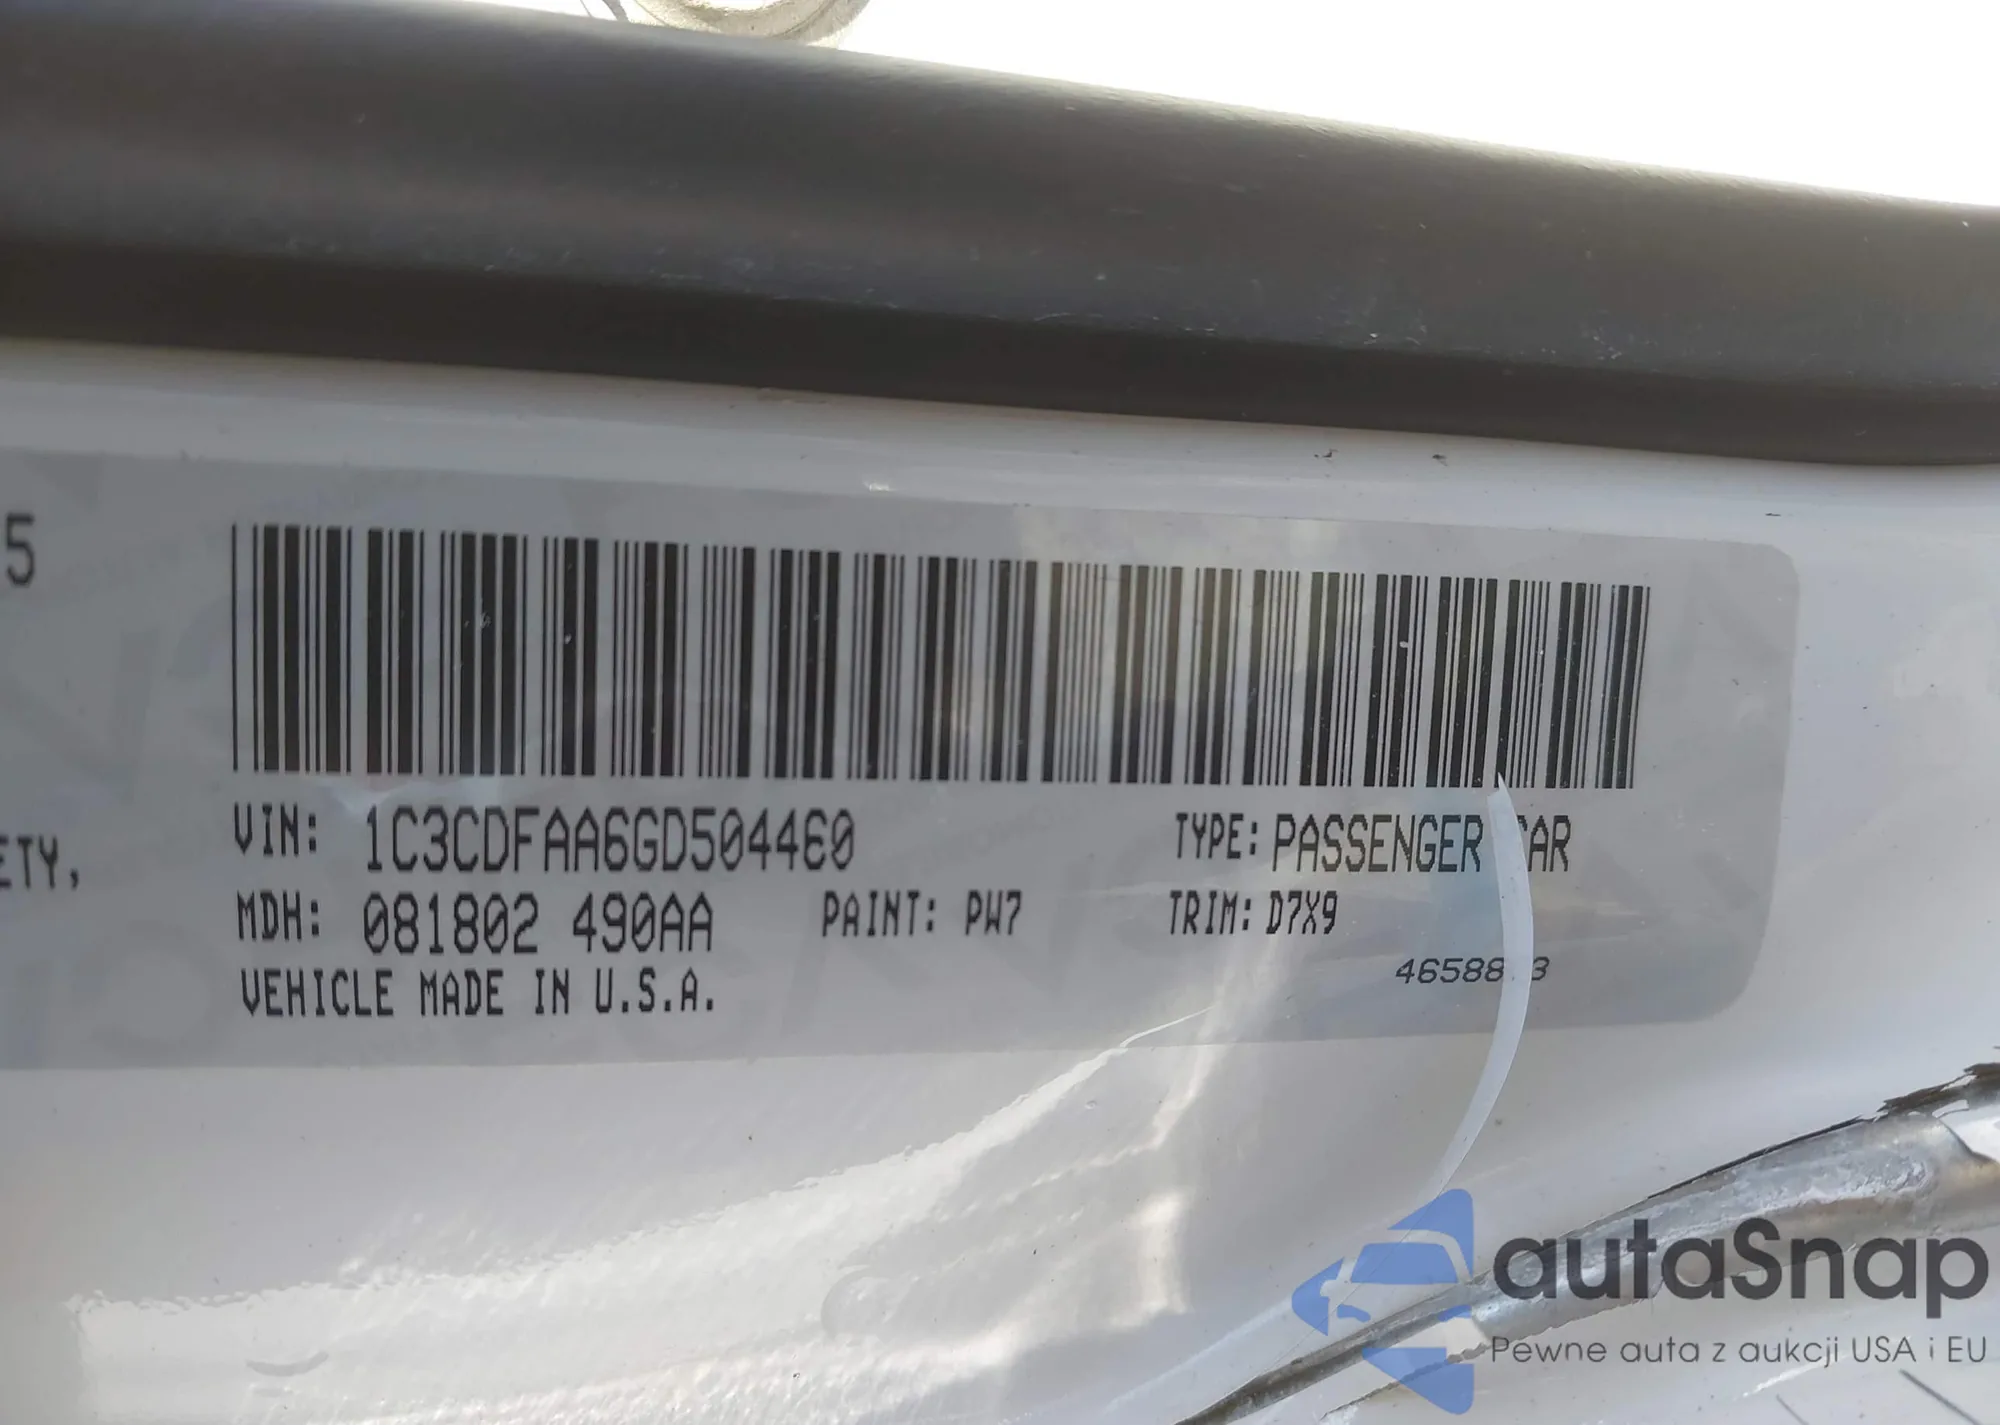 5
ETY,
VIN: 1C3CDFAA6GD504460
TYPE: PASSENGER CAR
MDH: 081802 490AA
PAINT: PW7
TRIM: D7X9
VEHICLE MADE IN U.S.A.
autaSnap
Pewne auta z aukcji USA i EU